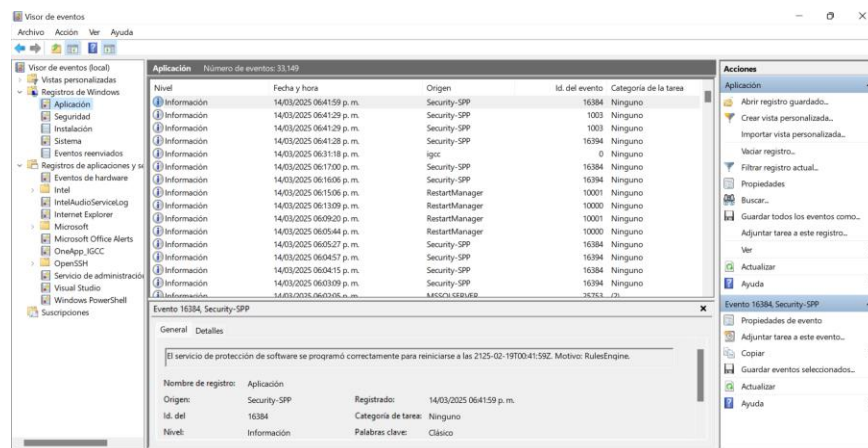 Visor de eventos
Archivo Acción Ver Ayuda
Visor de eventos (local)
Vistas personalizadas
Registros de Windows
Aplicación
Seguridad
Instalación
Sistema
Eventos reenviados
Registros de aplicaciones y se
Eventos de hardware
Intel
IntelAudioServiceLog
Internet Explorer
Microsoft
Microsoft Office Alerts
OneApp_IGCC
OpenSSH
Servicio de administración
Visual Studio
Windows PowerShell
Suscripciones
Aplicación Número de eventos: 33,149
Nivel Fecha y hora Origen Id. del evento Categoría de la tarea
Información 14/03/2025 06:41:59 p. m. Security-SPP 16384 Ninguno
Información 14/03/2025 06:41:29 p. m. Security-SPP 1003 Ninguno
Información 14/03/2025 06:41:29 p. m. Security-SPP 1003 Ninguno
Información 14/03/2025 06:41:28 p. m. Security-SPP 16394 Ninguno
Información 14/03/2025 06:31:18 p. m. igcc 0 Ninguno
Información 14/03/2025 06:17:00 p. m. Security-SPP 16384 Ninguno
Información 14/03/2025 06:16:06 p. m. Security-SPP 16394 Ninguno
Información 14/03/2025 06:15:06 p. m. RestartManager 10001 Ninguno
Información 14/03/2025 06:13:09 p. m. RestartManager 10000 Ninguno
Información 14/03/2025 06:09:20 p. m. RestartManager 10001 Ninguno
Información 14/03/2025 06:05:44 p. m. RestartManager 10000 Ninguno
Información 14/03/2025 06:05:27 p. m. Security-SPP 16384 Ninguno
Información 14/03/2025 06:04:57 p. m. Security-SPP 16394 Ninguno
Información 14/03/2025 06:04:15 p. m. Security-SPP 16384 Ninguno
Información 14/03/2025 06:03:09 p. m. Security-SPP 16394 Ninguno
Información 14/03/2025 06:02:05 p. m. MSSQLSERVER 25753 (2)
Evento 16384, Security-SPP
General Detalles
El servicio de protección de software se programó correctamente para reiniciarse a las 2125-02-19T00:41:59Z. Motivo: RulesEngine.
Nombre de registro: Aplicación
Origen: Security-SPP Registrado: 14/03/2025 06:41:59 p. m.
Id. del 16384 Categoría de tarea: Ninguno
Nivel: Información Palabras clave: Clásico
Acciones
Aplicación
Abrir registro guardado...
Crear vista personalizada...
Importar vista personalizada...
Vaciar registro...
Filtrar registro actual...
Propiedades
Buscar...
Guardar todos los eventos como...
Adjuntar tarea a este registro...
Ver
Actualizar
Ayuda
Evento 16384, Security-SPP
Propiedades de evento
Adjuntar tarea a este evento...
Copiar
Guardar eventos seleccionados...
Actualizar
Ayuda